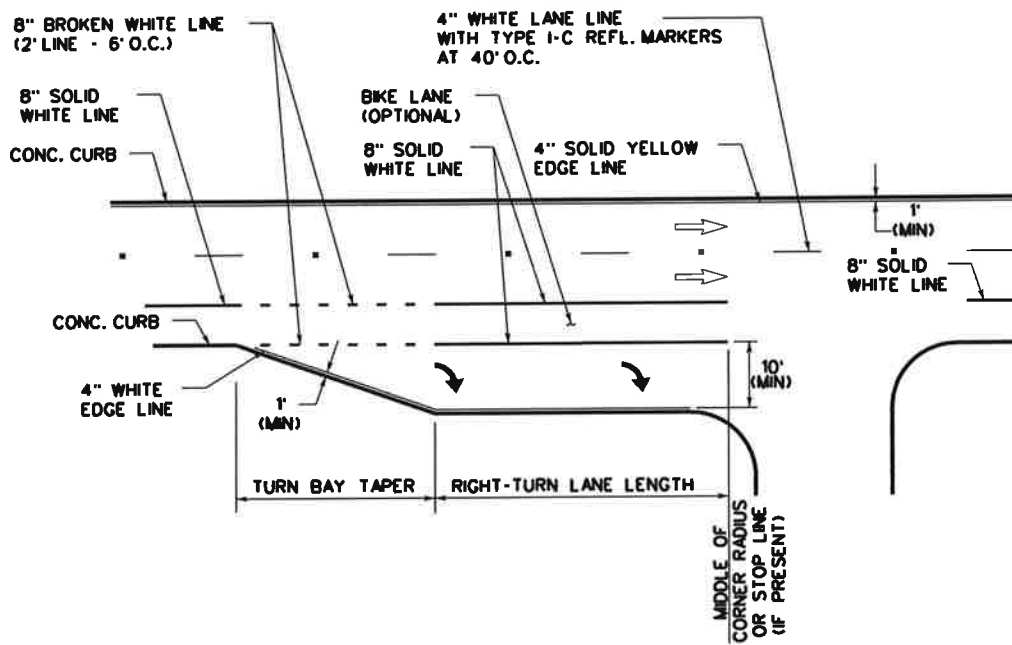 8" BROKEN WHITE LINE
(2' LINE - 6' O.C.)
4" WHITE LANE LINE
WITH TYPE I-C REFL. MARKERS
AT 40' O.C.
8" SOLID
WHITE LINE
BIKE LANE
(OPTIONAL)
CONC. CURB
8" SOLID
WHITE LINE
4" SOLID YELLOW
EDGE LINE
1'
(MIN)
8" SOLID
WHITE LINE
CONC. CURB
4" WHITE
EDGE LINE
1'
(MIN)
10'
(MIN)
TURN BAY TAPER
RIGHT-TURN LANE LENGTH
MIDDLE OF
CORNER RADIUS
OR STOP LINE
(IF PRESENT)